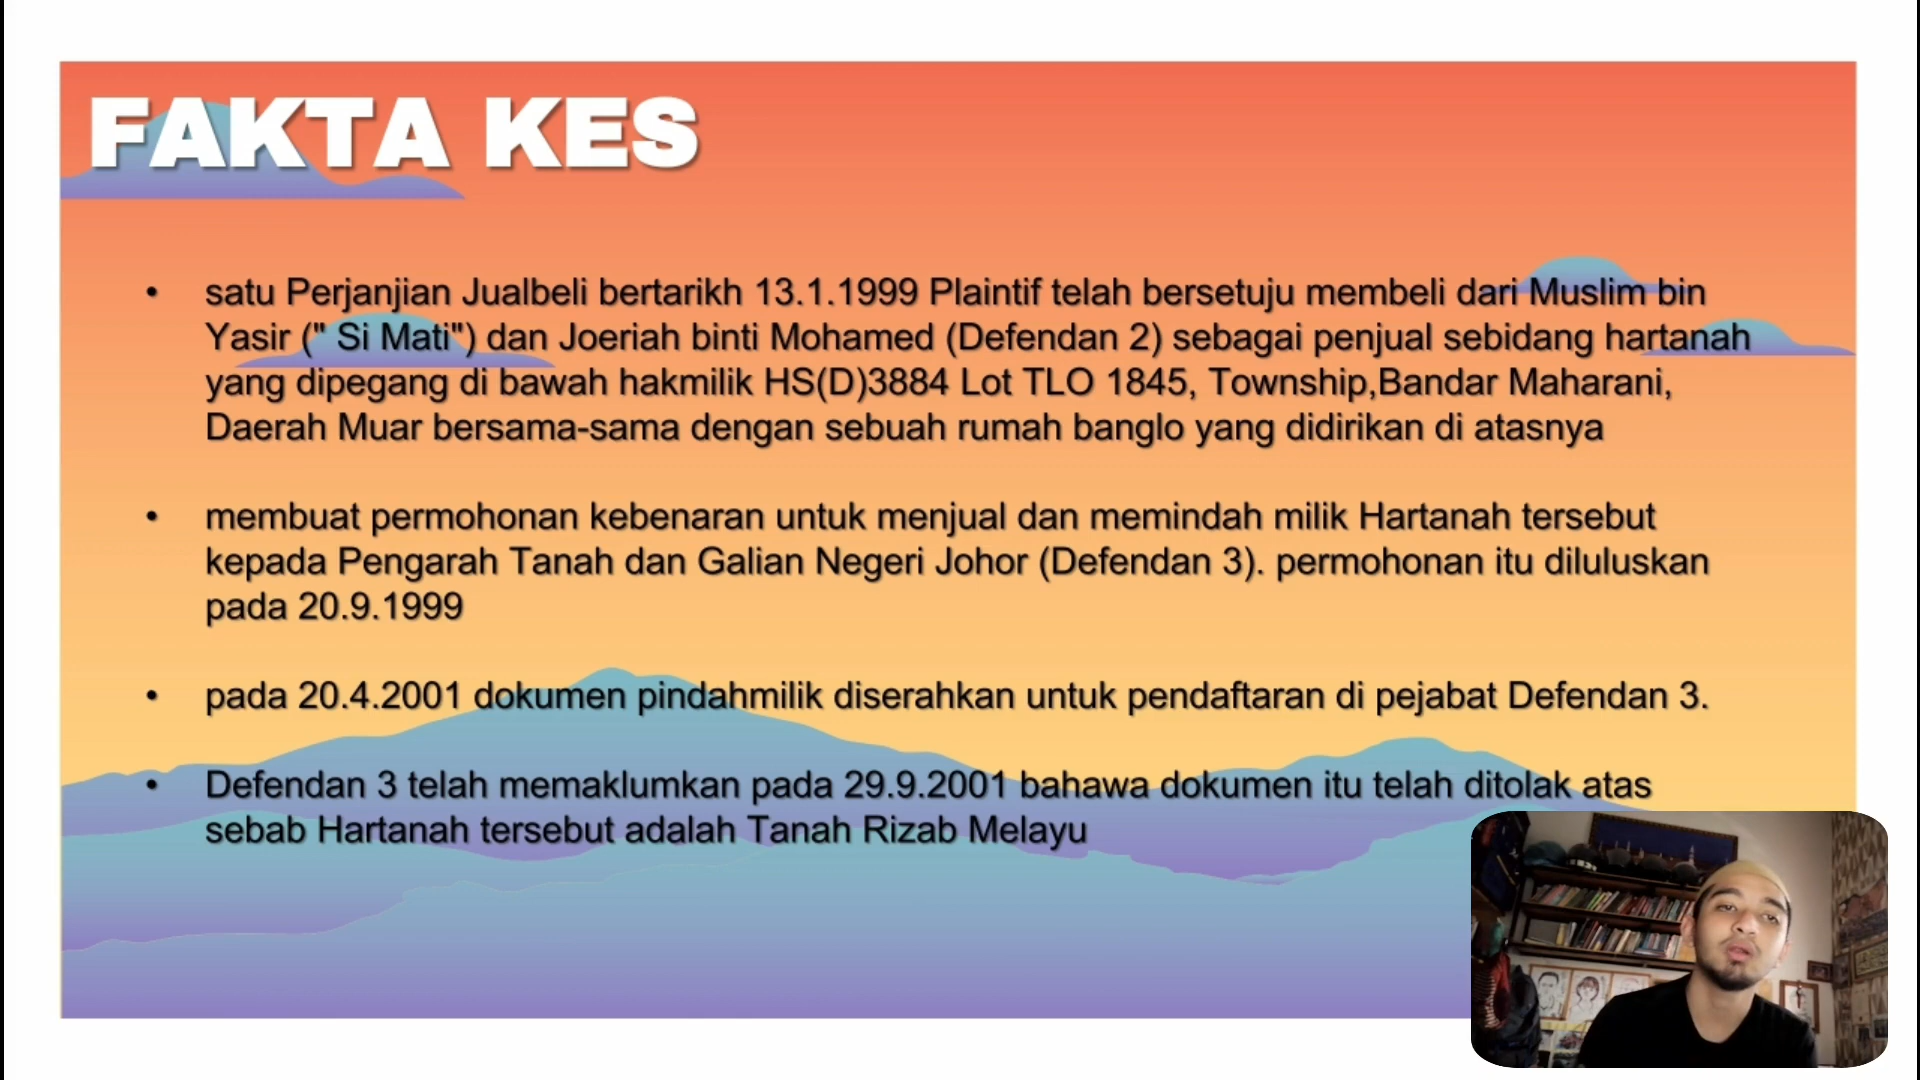 FAKTA KES
• satu Perjanjian Jualbeli bertarikh 13.1.1999 Plaintif telah bersetuju membeli dari Muslim bin
Yasir (" Si Mati") dan Joeriah binti Mohamed (Defendan 2) sebagai penjual sebidang hartanah
yang dipegang di bawah hakmilik HS(D)3884 Lot TLO 1845, Township,Bandar Maharani,
Daerah Muar bersama-sama dengan sebuah rumah banglo yang didirikan di atasnya
• membuat permohonan kebenaran untuk menjual dan memindah milik Hartanah tersebut
kepada Pengarah Tanah dan Galian Negeri Johor (Defendan 3). permohonan itu diluluskan
pada 20.9.1999
• pada 20.4.2001 dokumen pindahmilik diserahkan untuk pendaftaran di pejabat Defendan 3.
• Defendan 3 telah memaklumkan pada 29.9.2001 bahawa dokumen itu telah ditolak atas
sebab Hartanah tersebut adalah Tanah Rizab Melayu